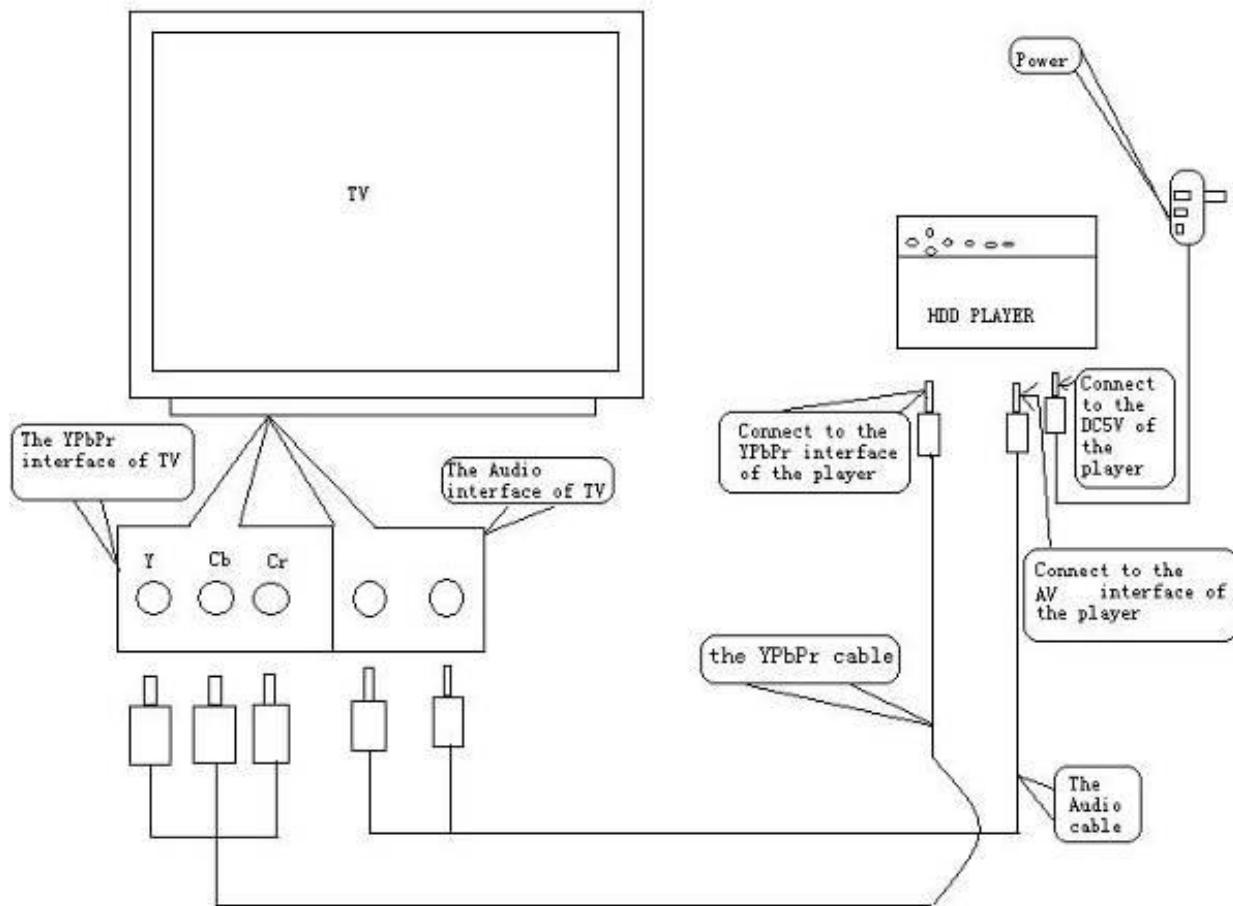 Power
TV
HDD PLAYER
The YPbPr
interface of TV
The Audio
interface of TV
Connect to the
YPbPr interface
of the player
Connect
to the
DC5V of
the
player
Y
Cb
Cr
Connect to the
AV interface of
the player
the YPbPr cable
The
Audio
cable